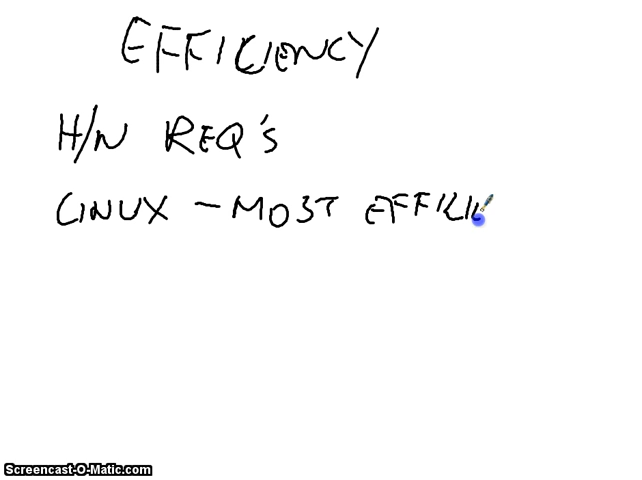 EFFICIENCY
H/W REQ'S
LINUX – MOST EFFICI
Screencast-O-Matic.com